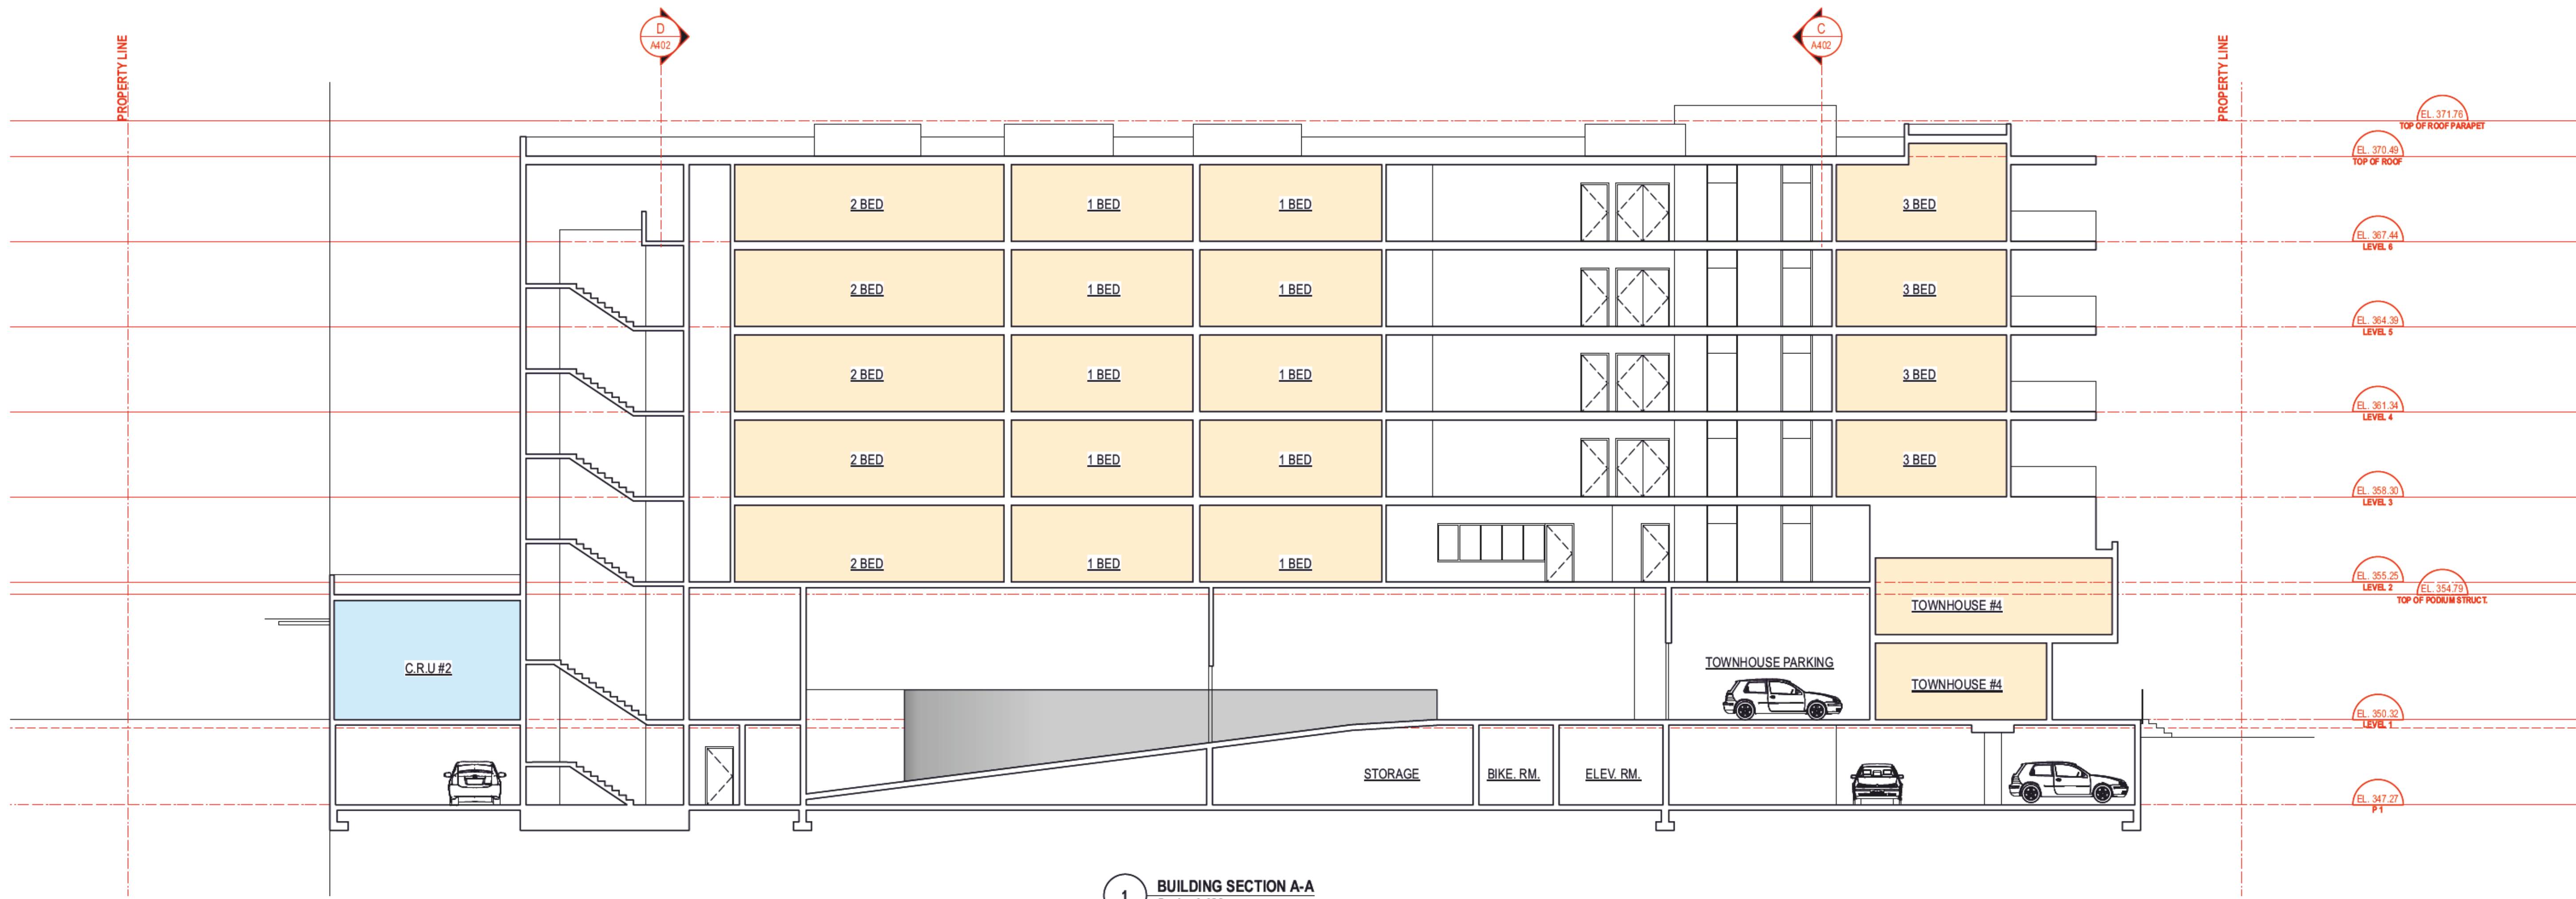 PROPERTY LINE
D
A402
C
A402
PROPERTY LINE
EL. 371.76
TOP OF ROOF PARAPET
EL. 370.49
TOP OF ROOF
2 BED
1 BED
1 BED
3 BED
EL. 367.44
LEVEL 6
2 BED
1 BED
1 BED
3 BED
EL. 364.39
LEVEL 5
2 BED
1 BED
1 BED
3 BED
EL. 361.34
LEVEL 4
2 BED
1 BED
1 BED
3 BED
EL. 358.30
LEVEL 3
2 BED
1 BED
1 BED
EL. 355.25
LEVEL 2
EL. 354.79
TOP OF PODIUM STRUCT.
TOWNHOUSE #4
C.R.U #2
TOWNHOUSE PARKING
TOWNHOUSE #4
EL. 350.32
LEVEL 1
STORAGE
BIKE. RM.
ELEV. RM.
EL. 347.27
P 1
1
BUILDING SECTION A-A